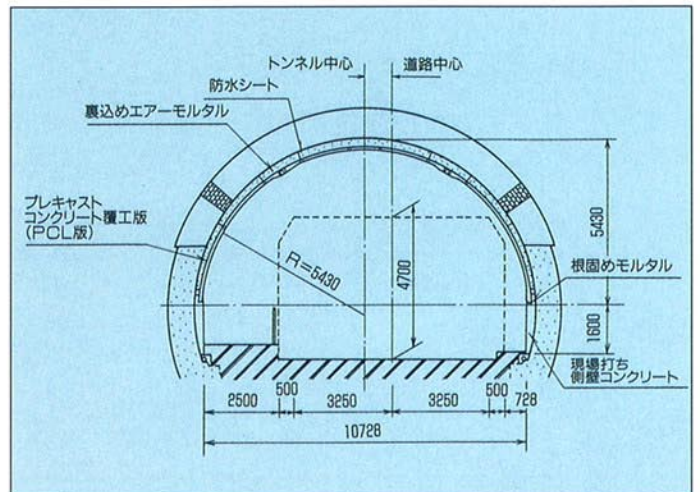 トンネル中心
道路中心
防水シート
裏込めエアーモルタル
プレキャスト
コンクリート覆工版
(PCL版)
R=5430
4700
5430
根固めモルタル
1600
現場打ち
側壁コンクリート
500
500
2500
3250
3250
728
10728